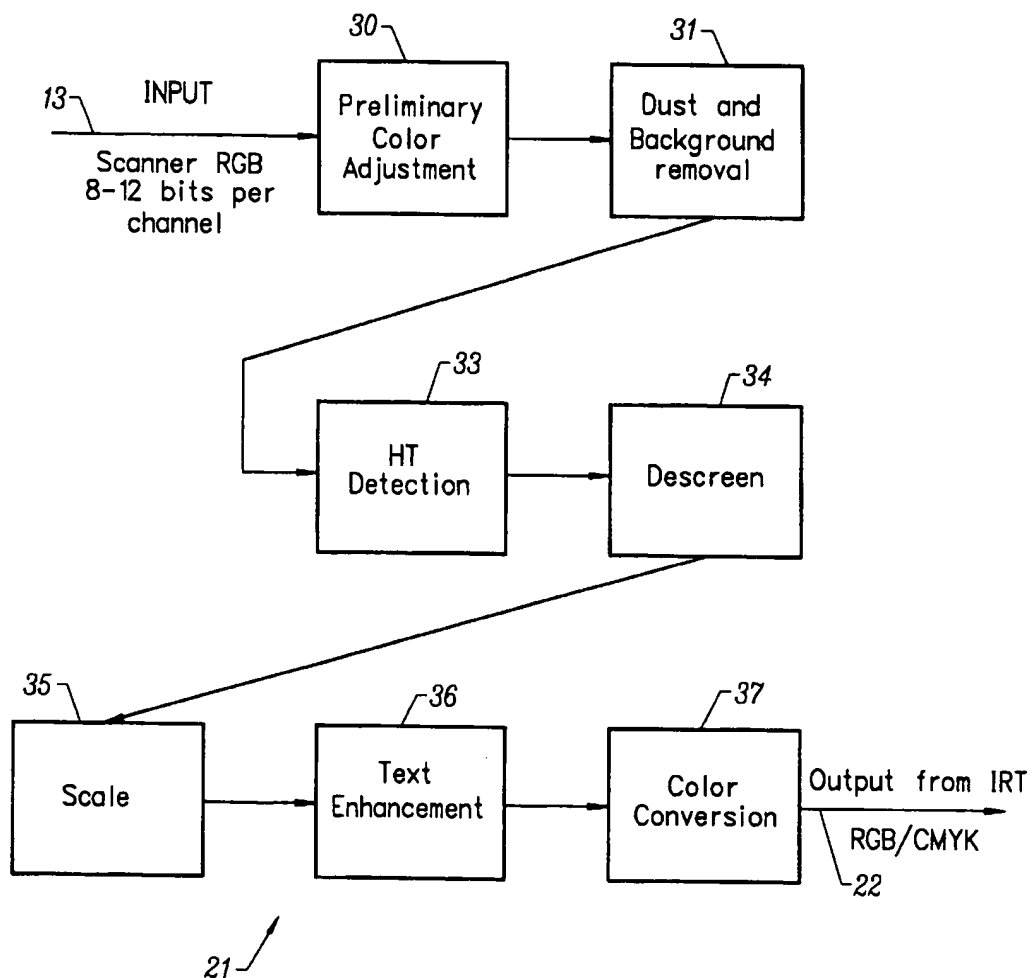 30
31
13
INPUT
Scanner RGB
8-12 bits per
channel
Preliminary
Color
Adjustment
Dust and
Background
removal
33
34
HT
Detection
Descreen
35
36
37
Scale
Text
Enhancement
Color
Conversion
Output from IRT
RGB/CMYK
22
21